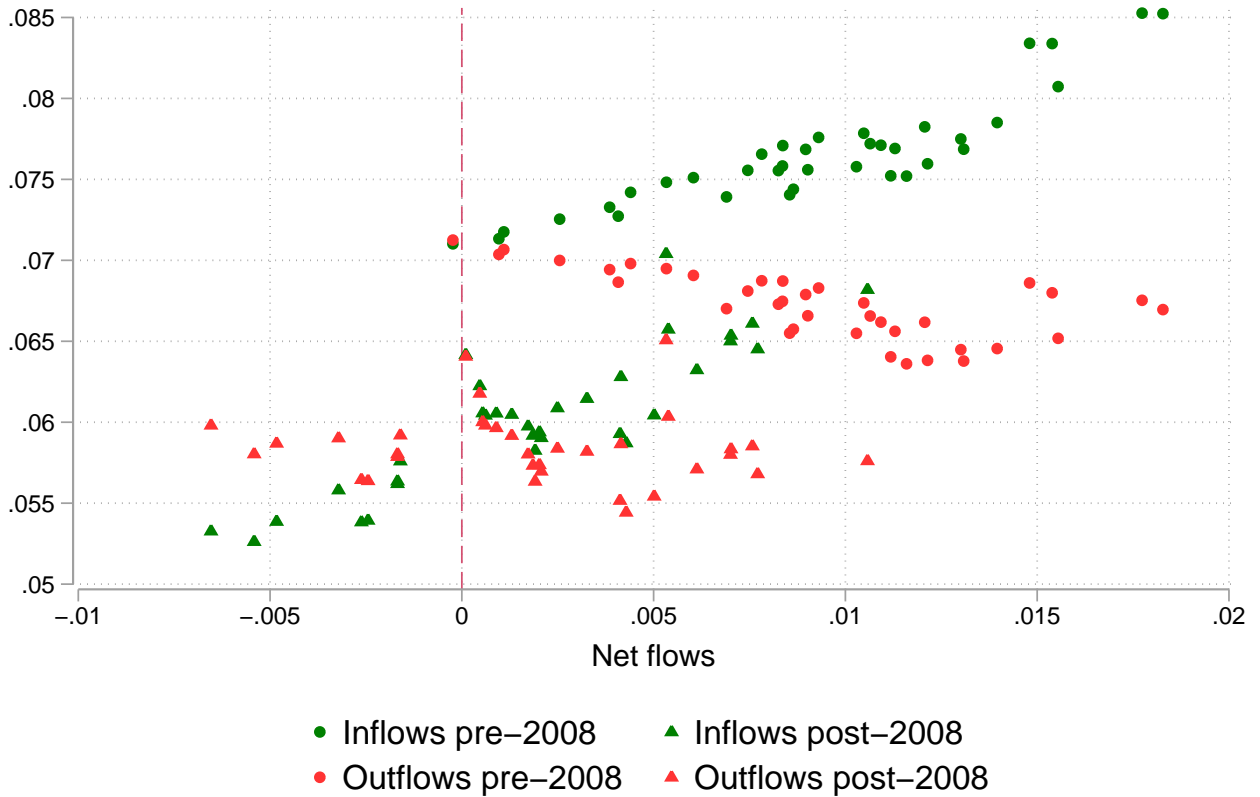 .085
.08
.075
.07
.065
.06
.055
.05
−.01 −.005 0 .005 .01 .015 .02
Net flows
Inflows pre−2008 Inflows post−2008
Outflows pre−2008 Outflows post−2008